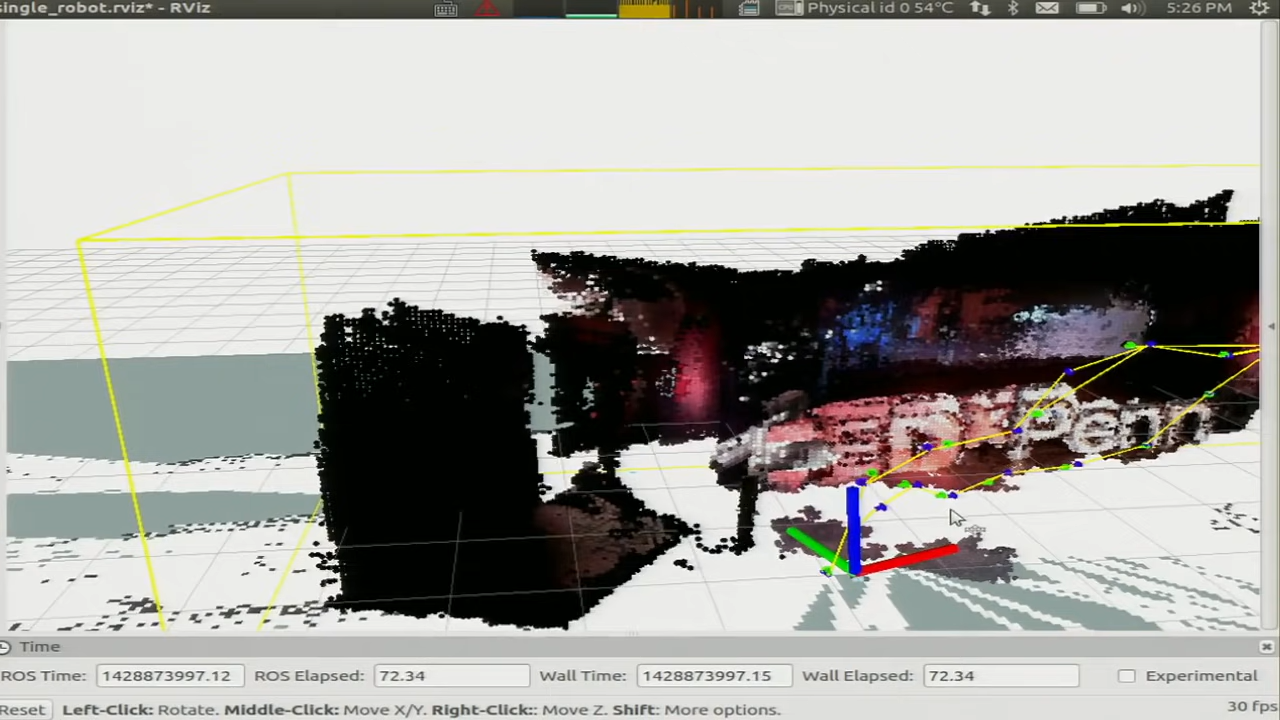 single_robot.rviz* - RViz
Physical id 0 54°C
5:26 PM
Penn
Time
ROS Time: 1428873997.12 ROS Elapsed: 72.34 Wall Time: 1428873997.15 Wall Elapsed: 72.34 Experimental
Reset Left-Click: Rotate. Middle-Click: Move X/Y. Right-Click:: Move Z. Shift: More options. 30 fps